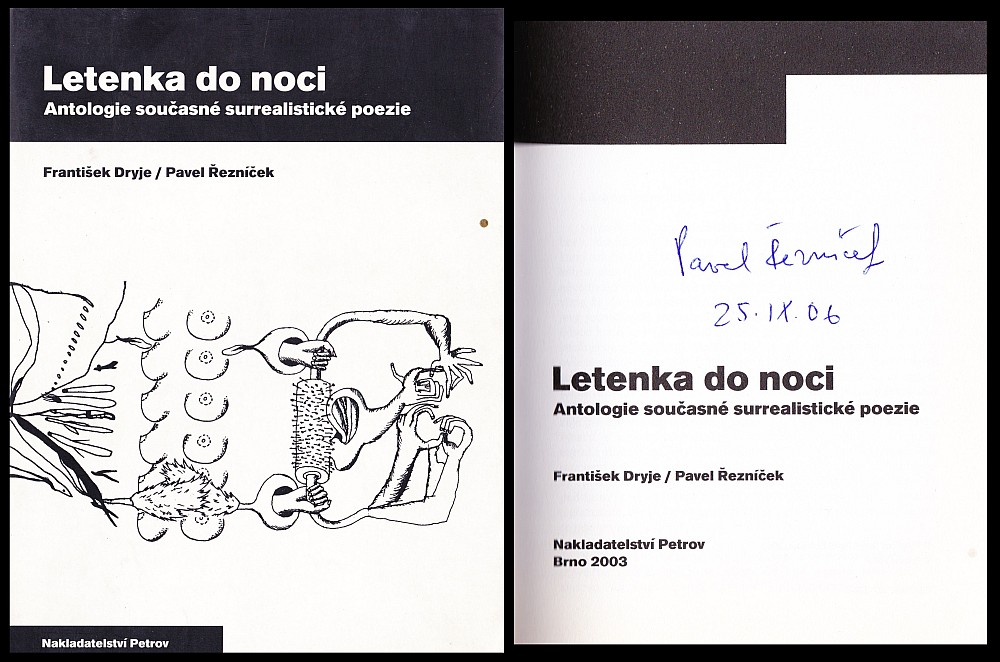 Letenka do noci
Antologie současné surrealistické poezie
František Dryje / Pavel Řezníček
Nakladatelství Petrov
Pavel Řezníček
25.IX.06
Letenka do noci
Antologie současné surrealistické poezie
František Dryje / Pavel Řezníček
Nakladatelství Petrov
Brno 2003